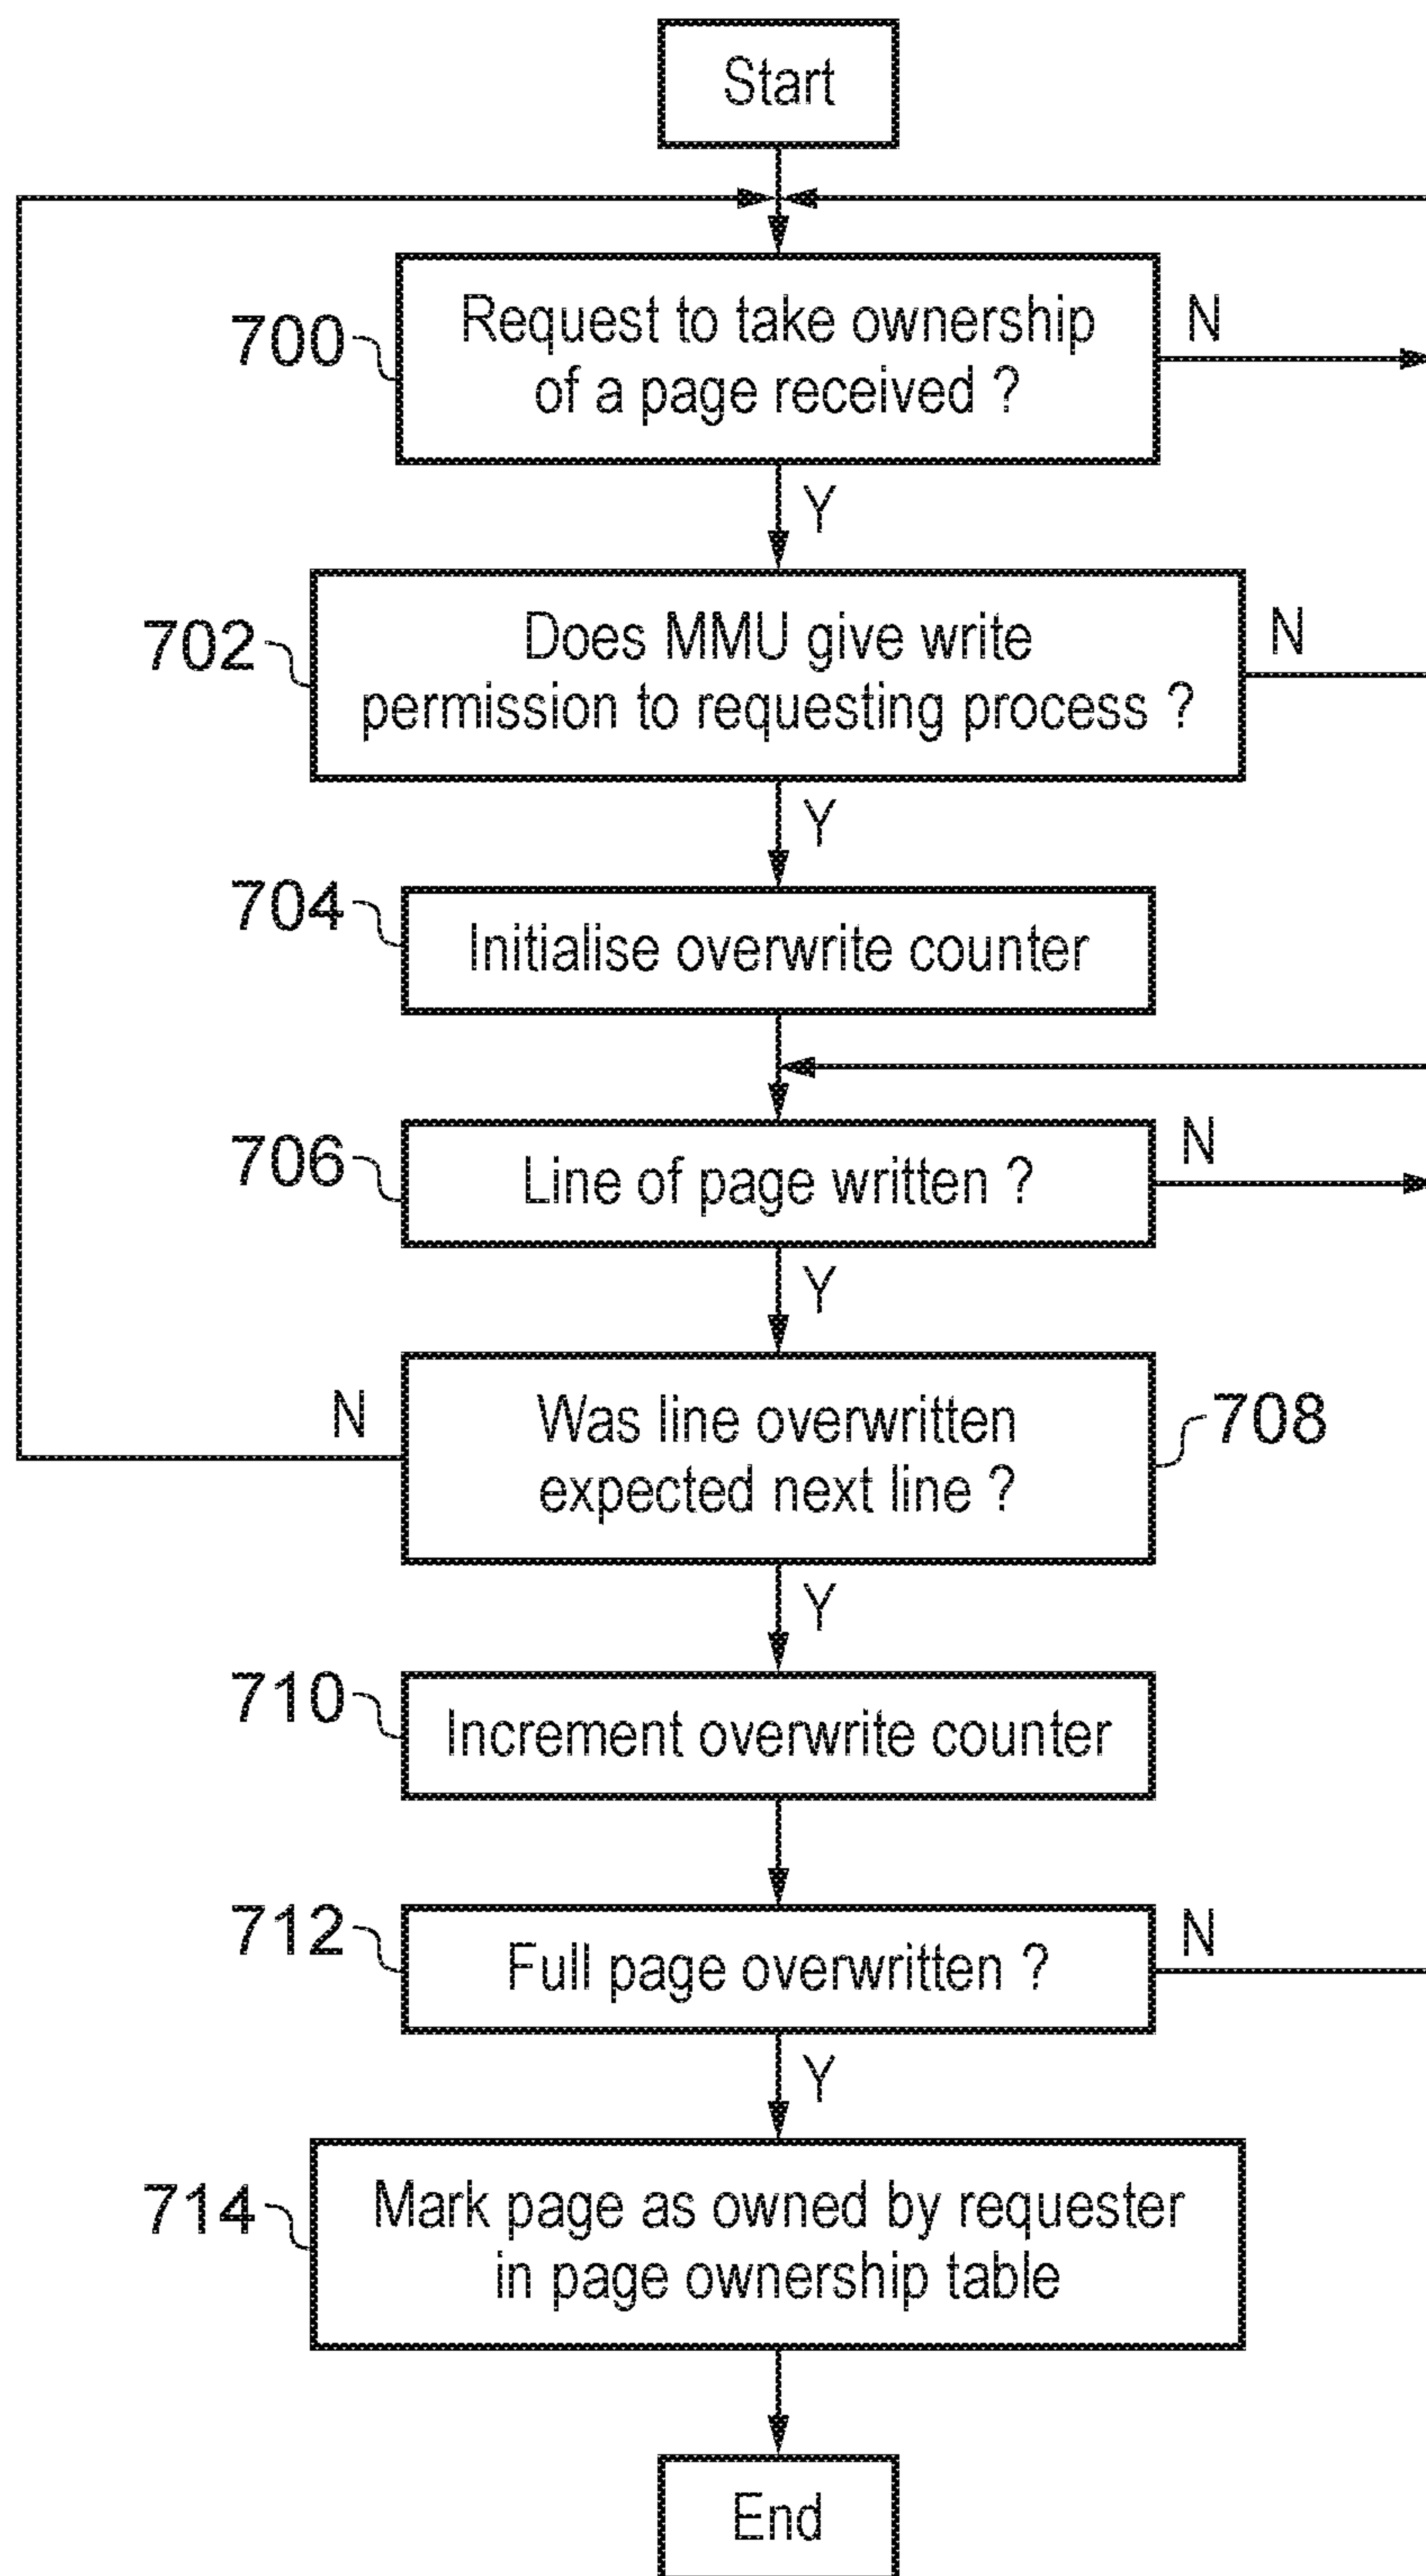 Start
700
Request to take ownership
of a page received ?
N
Y
702
Does MMU give write
permission to requesting process ?
N
Y
704
Initialise overwrite counter
706
Line of page written ?
N
Y
N
Was line overwritten
expected next line ?
708
Y
710
Increment overwrite counter
712
Full page overwritten ?
N
Y
714
Mark page as owned by requester
in page ownership table
End